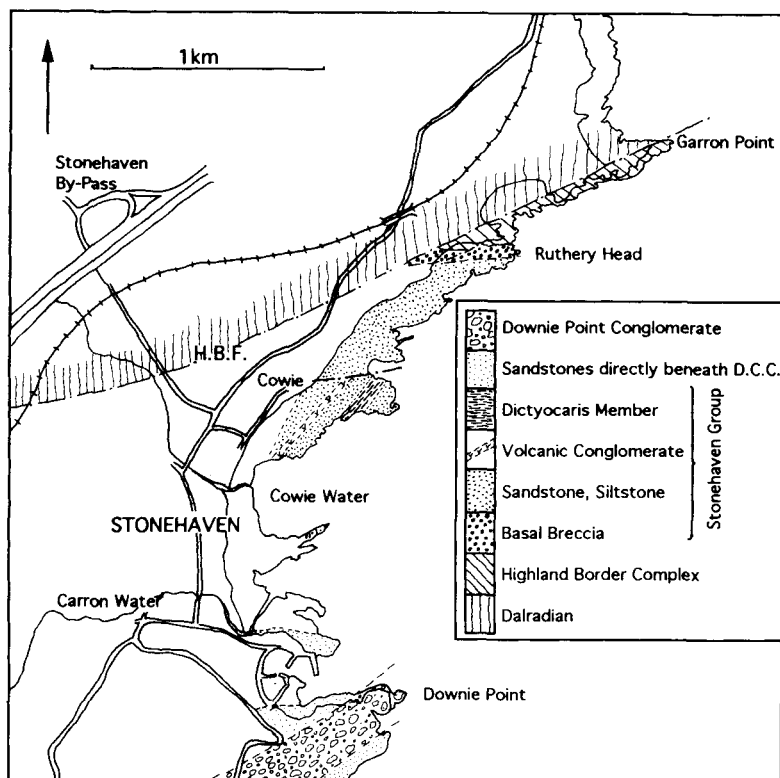 1km
Stonehaven
By-Pass
Garron Point
Ruthery Head
H.B.F.
Cowie
Cowie Water
STONEHAVEN
Carron Water
Downie Point
Downie Point Conglomerate
Sandstones directly beneath D.C.C.
Dictyocaris Member
Volcanic Conglomerate
Sandstone, Siltstone
Basal Breccia
Highland Border Complex
Dalradian
Stonehaven Group